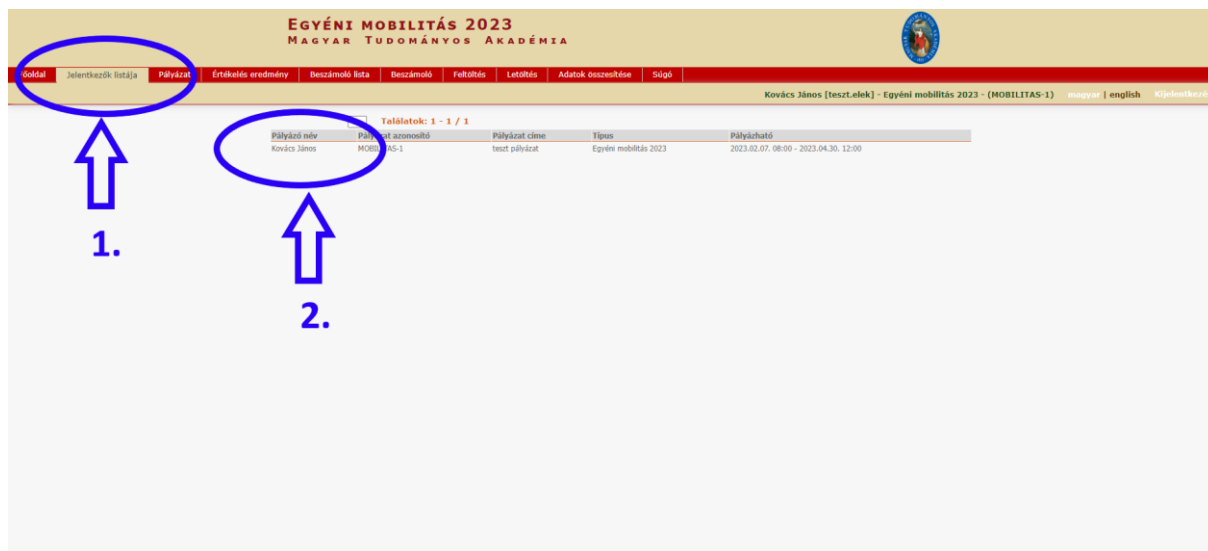 EGYÉNI MOBILITÁS 2023
MAGYAR TUDOMÁNYOS AKADÉMIA
Főoldal Jelentkezők listája Pályázat Értékelés eredmény Beszámoló lista Beszámoló Feltöltés Letöltés Adatok összesítése Súgó
Kovács János [teszt.elek] - Egyéni mobilitás 2023 - (MOBILITAS-1) magyar | english Kijelentkezés
Találatok: 1 - 1 / 1
Pályázó név Pályázat azonosító Pályázat címe Típus Pályázható
Kovács János MOBILITAS-1 teszt pályázat Egyéni mobilitás 2023 2023.02.07. 08:00 - 2023.04.30. 12:00
1.
2.